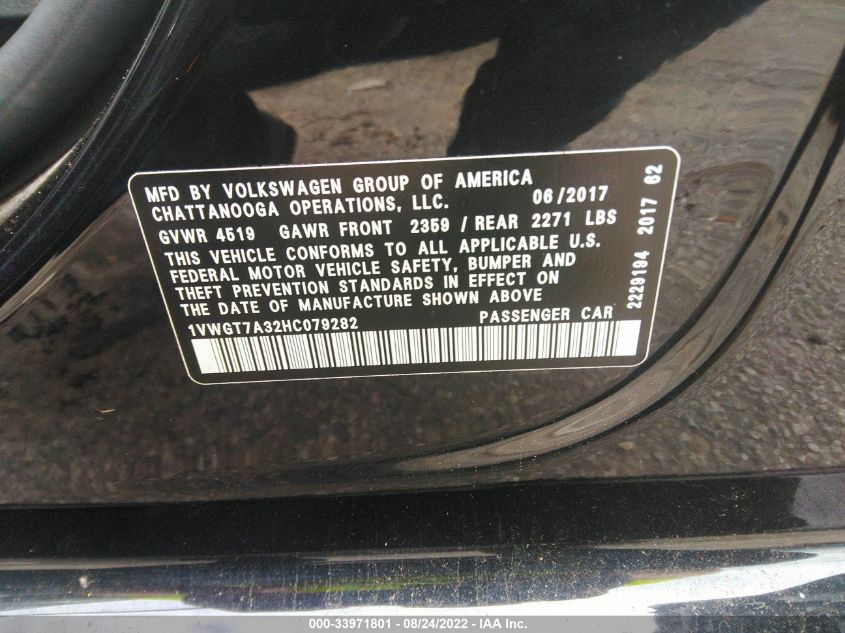 MFD BY VOLKSWAGEN GROUP OF AMERICA
CHATTANOOGA OPERATIONS, LLC. 06/2017
GVWR 4519 GAWR FRONT 2359 / REAR 2271 LBS
THIS VEHICLE CONFORMS TO ALL APPLICABLE U.S.
FEDERAL MOTOR VEHICLE SAFETY, BUMPER AND
THEFT PREVENTION STANDARDS IN EFFECT ON
THE DATE OF MANUFACTURE SHOWN ABOVE
1VWGT7A32HC079282 PASSENGER CAR
2229194 2017 62
000-33971801 - 08/24/2022 - IAA Inc.